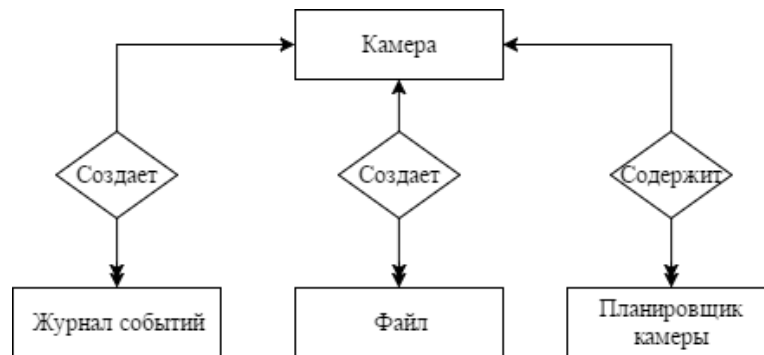 Камера
Создает
Создает
Содержит
Журнал событий
Файл
Планировщик
камеры